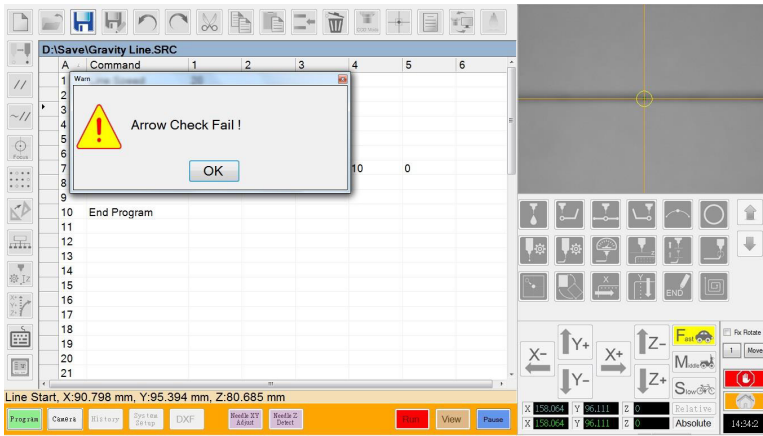 D:\Save\Gravity Line.SRC
A Command 1 2 3 4 5 6
1
2
3
4
5
6
7 10 0
8
9
10 End Program
11
12
13
14
15
16
17
18
19
20
21
Warn
Arrow Check Fail !
OK
Focus
END
X
Y
X- Y+ X+ Z-
Y- Z+
Fast
Middle
Slow
Fix Rotate
1 Move
X 158.064 Y 96.111 Z 0 Relative
X 158.064 Y 96.111 Z 0 Absolute
Line Start, X:90.798 mm, Y:95.394 mm, Z:80.685 mm
Program Camera History System Setup DXF Needle XY Adjust Needle Z Detect Run View Pause
14:34:2